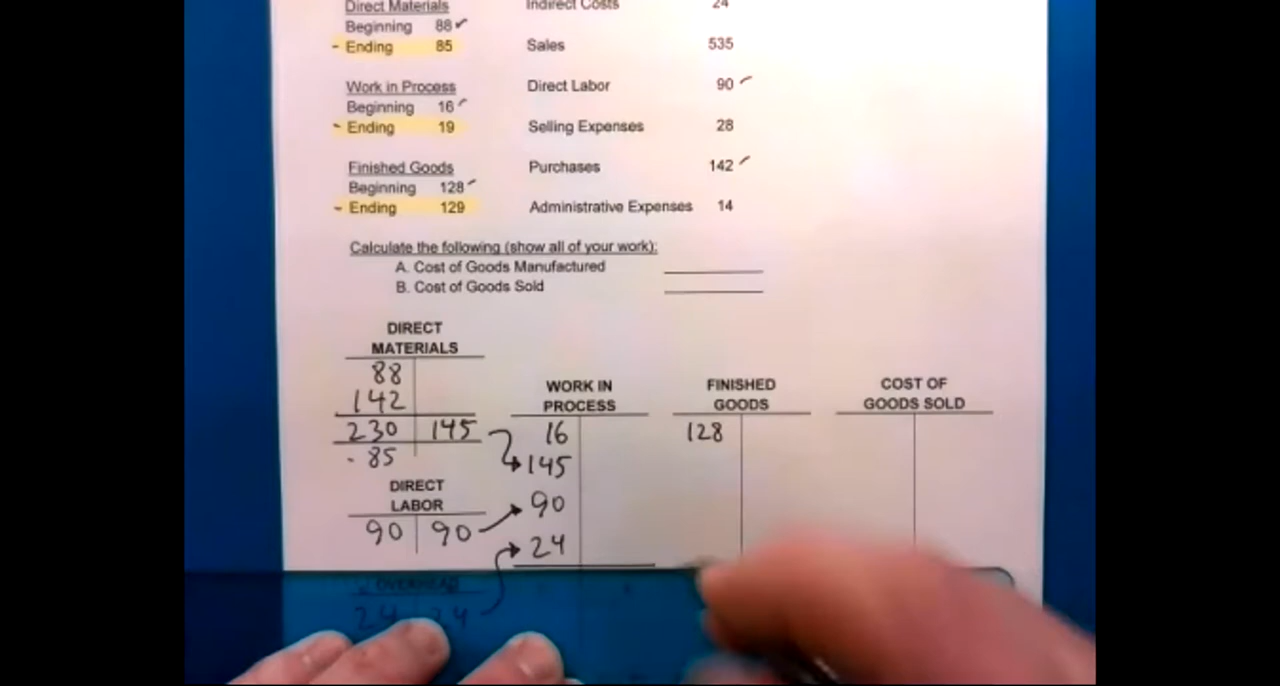 Direct Materials Indirect Costs 24
Beginning 88 ✓
- Ending 85 Sales 535
Work in Process Direct Labor 90
Beginning 16
- Ending 19 Selling Expenses 28
Finished Goods Purchases 142
Beginning 128
- Ending 129 Administrative Expenses 14
Calculate the following (show all of your work):
A. Cost of Goods Manufactured
B. Cost of Goods Sold
DIRECT
MATERIALS
88
142
230 145
- 85
DIRECT
LABOR
90 90
OVERHEAD
24 24
WORK IN
PROCESS
16
145
90
24
FINISHED
GOODS
128
COST OF
GOODS SOLD